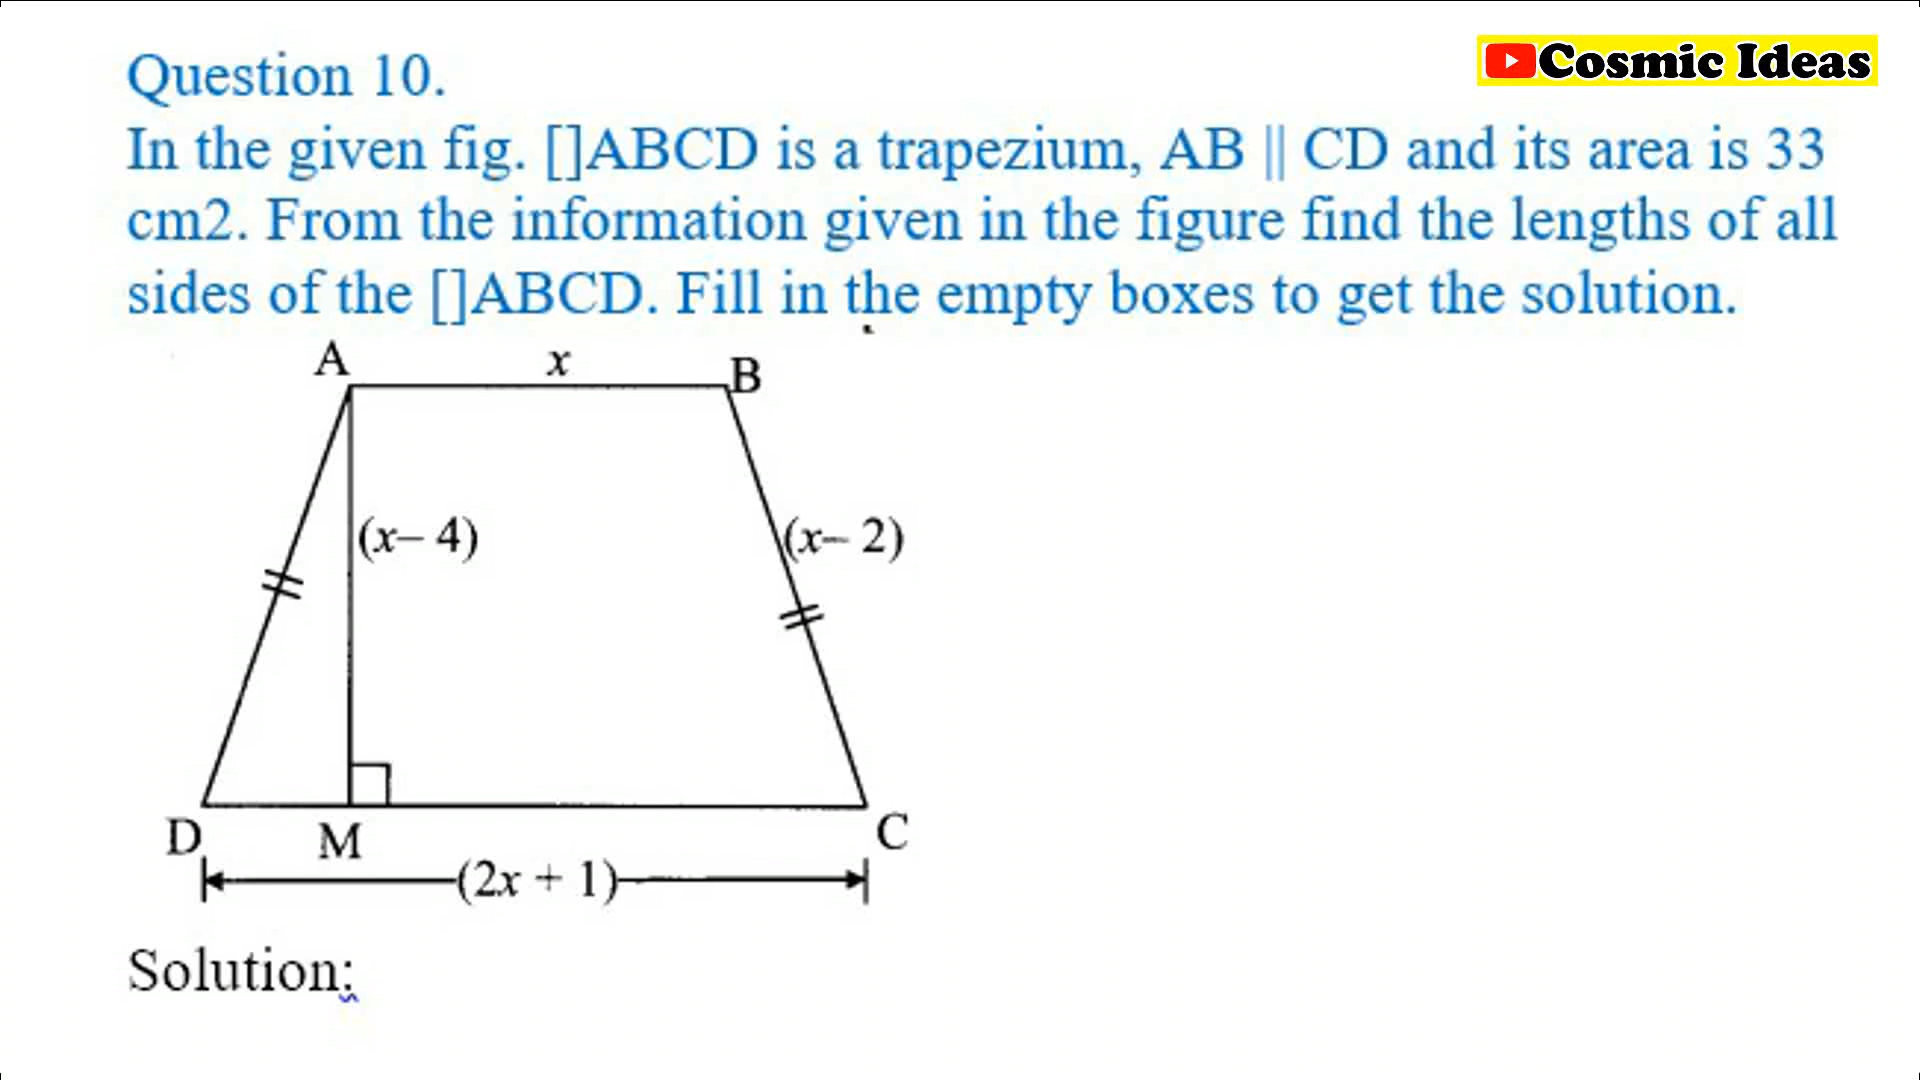 Cosmic Ideas
Question 10.
In the given fig. []ABCD is a trapezium, AB || CD and its area is 33
cm2. From the information given in the figure find the lengths of all
sides of the []ABCD. Fill in the empty boxes to get the solution.
A
x
B
(x– 4)
(x– 2)
D
M
C
(2x + 1)
Solution: